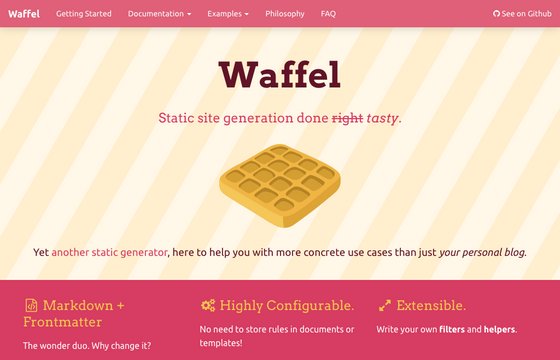 Waffel Getting Started Documentation Examples Philosophy FAQ See on Github
Waffel
Static site generation done right tasty.
Yet another static generator, here to help you with more concrete use cases than just your personal blog.
Markdown +
Frontmatter
The wonder duo. Why change it?
Highly Configurable.
No need to store rules in documents or
templates!
Extensible.
Write your own filters and helpers.